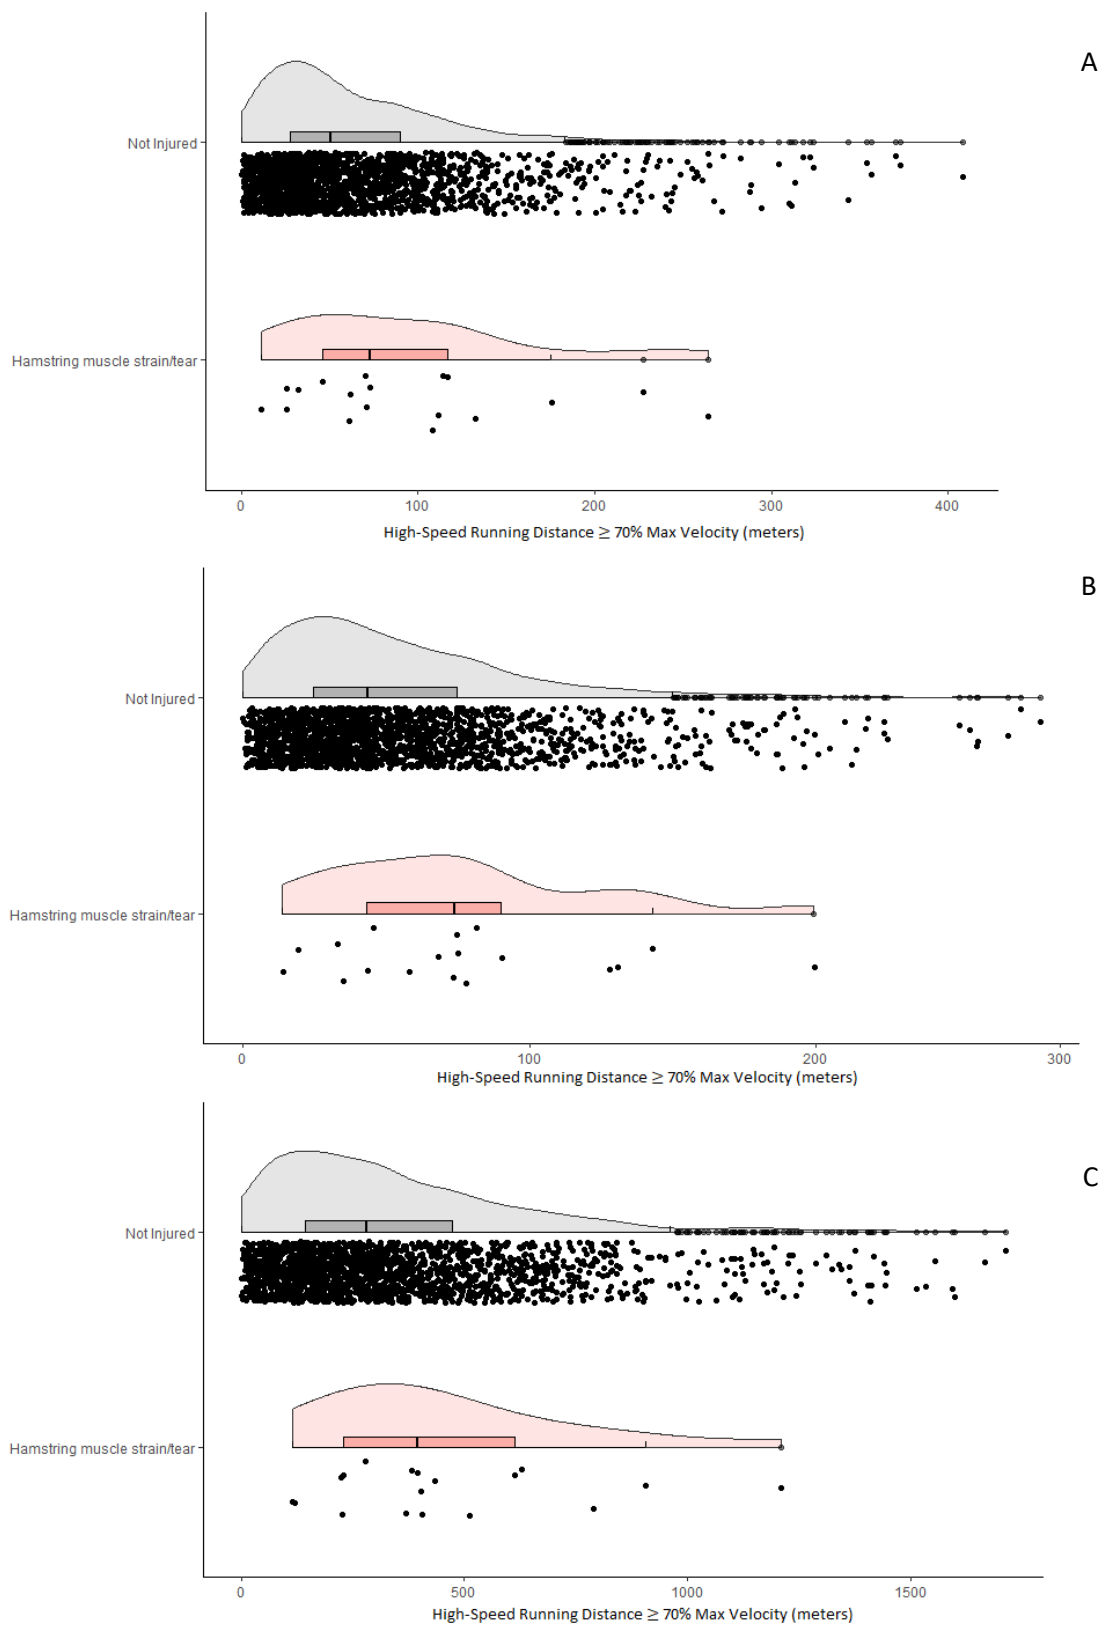 A
Not Injured
Hamstring muscle strain/tear
0 100 200 300 400
High-Speed Running Distance ≥ 70% Max Velocity (meters)
B
Not Injured
Hamstring muscle strain/tear
0 100 200 300
High-Speed Running Distance ≥ 70% Max Velocity (meters)
C
Not Injured
Hamstring muscle strain/tear
0 500 1000 1500
High-Speed Running Distance ≥ 70% Max Velocity (meters)